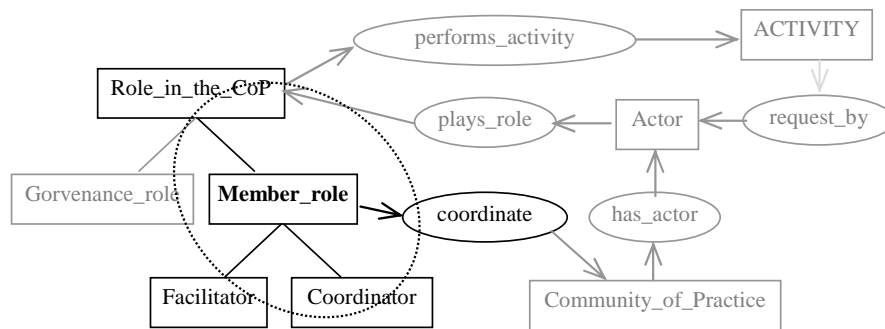 performs_activity
ACTIVITY
Role_in_the_CoP
plays_role
Actor
request_by
Gorvenance_role
Member_role
coordinate
has_actor
Facilitator
Coordinator
Community_of_Practice